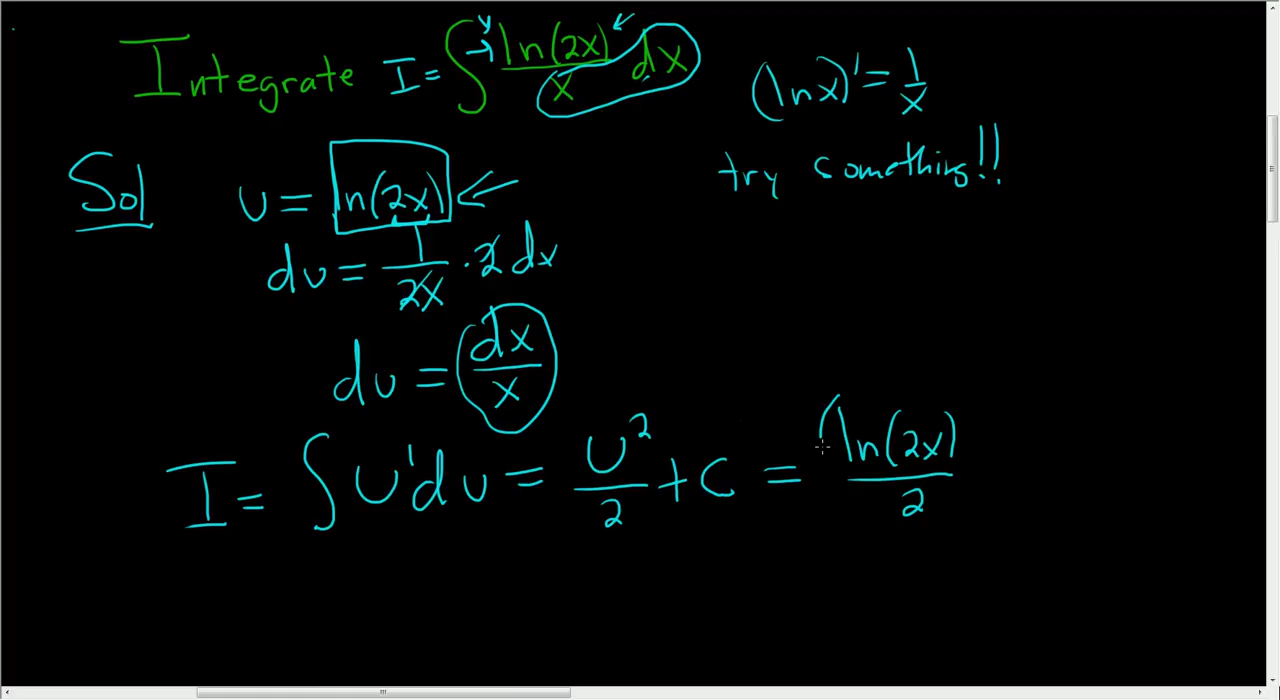 Integrate I = ∫ ln(2x)/x dx
(lnx)' = 1/x
try something!!
Sol u = ln(2x)
du = 1/2x · 2 dx
du = dx/x
I = ∫ u¹ du = u²/2 + C = (ln(2x)/2